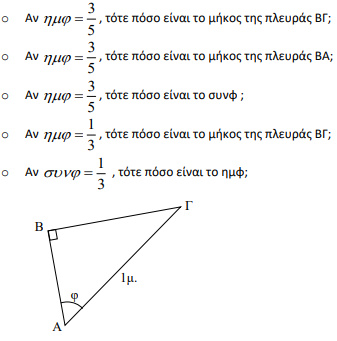 ○ Αν ημφ = 3/5, τότε πόσο είναι το μήκος της πλευράς ΒΓ;
○ Αν ημφ = 3/5, τότε πόσο είναι το μήκος της πλευράς ΒΑ;
○ Αν ημφ = 3/5, τότε πόσο είναι το συνφ ;
○ Αν ημφ = 1/3, τότε πόσο είναι το μήκος της πλευράς ΒΓ;
○ Αν συνφ = 1/3 , τότε πόσο είναι το ημφ;
Γ
Β
1μ.
φ
Α